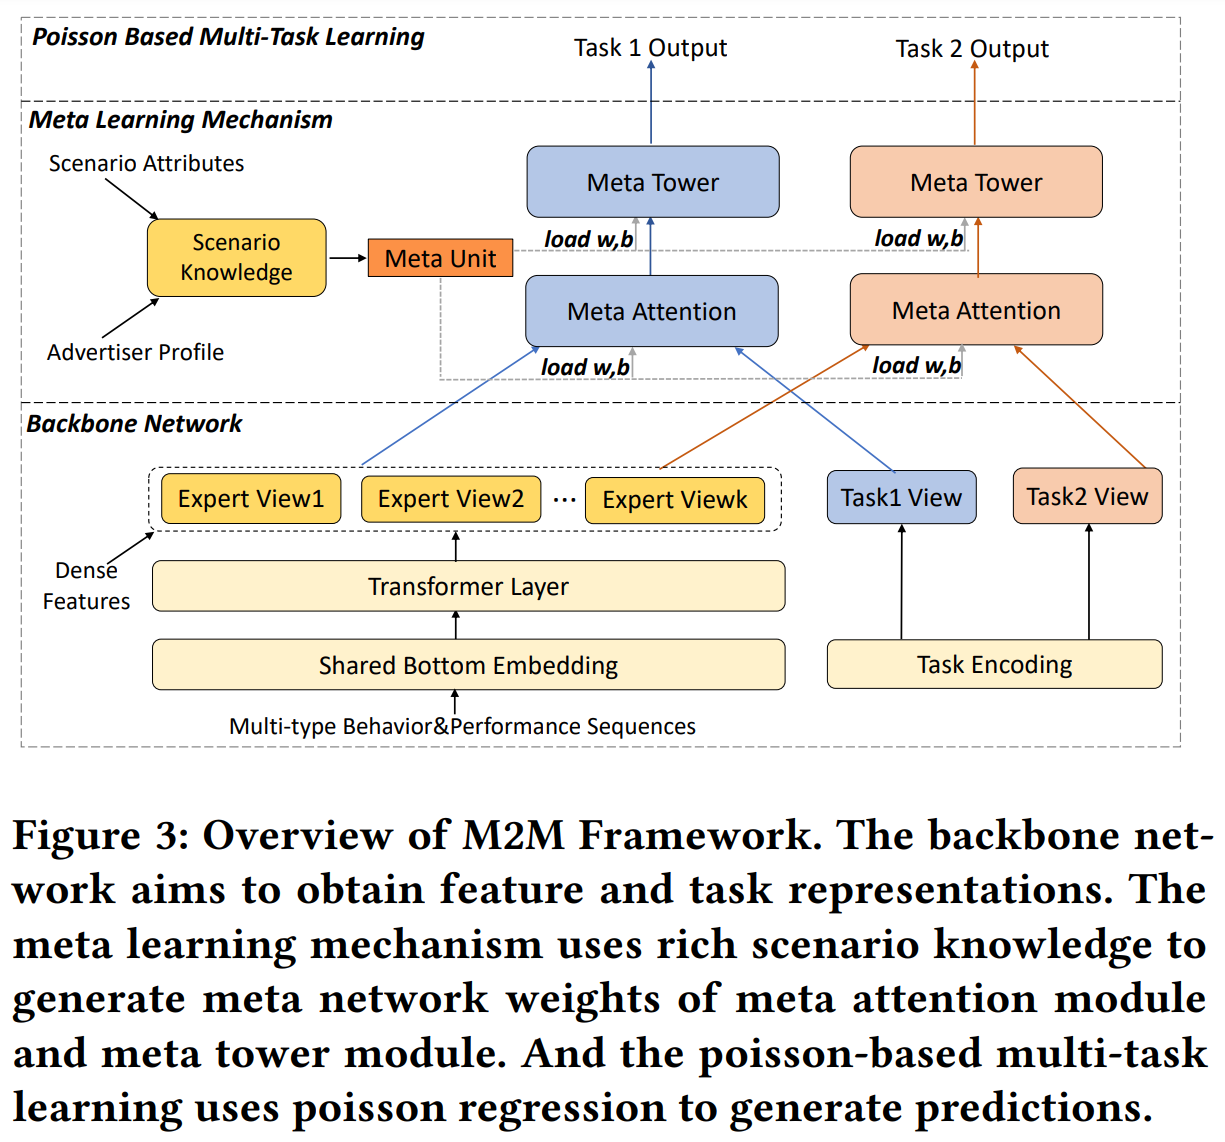 Poisson Based Multi-Task Learning
Task 1 Output
Task 2 Output
Meta Learning Mechanism
Scenario Attributes
Meta Tower
Meta Tower
Scenario
Knowledge
load w,b
load w,b
Meta Unit
Meta Attention
Meta Attention
Advertiser Profile
load w,b
load w,b
Backbone Network
Expert View1
Expert View2
...
Expert Viewk
Task1 View
Task2 View
Dense
Features
Transformer Layer
Shared Bottom Embedding
Task Encoding
Multi-type Behavior&Performance Sequences
Figure 3: Overview of M2M Framework. The backbone net-
work aims to obtain feature and task representations. The
meta learning mechanism uses rich scenario knowledge to
generate meta network weights of meta attention module
and meta tower module. And the poisson-based multi-task
learning uses poisson regression to generate predictions.